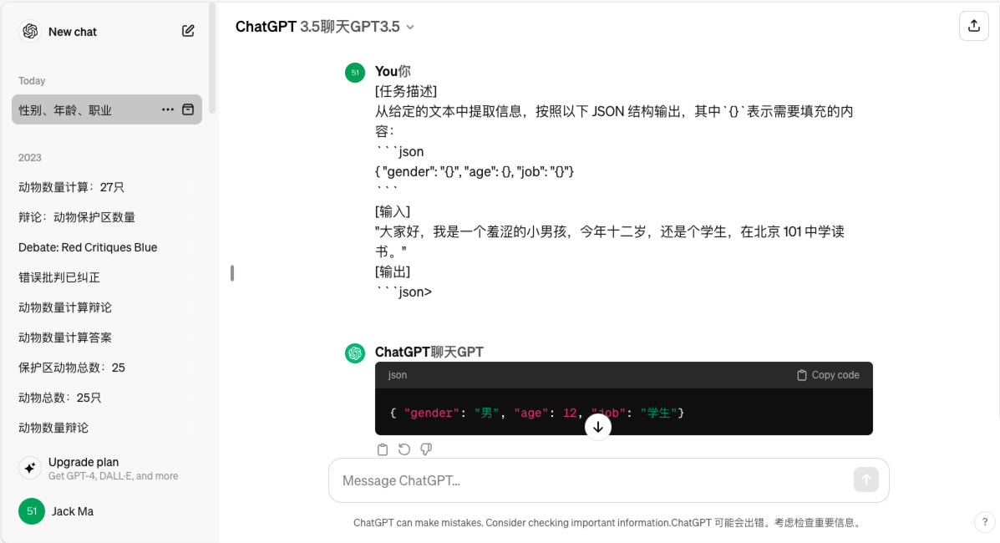 New chat
Today
性别、年龄、职业
2023
动物数量计算：27只
辩论：动物保护区数量
Debate: Red Critiques Blue
错误批判已纠正
动物数量计算辩论
动物数量计算答案
保护区动物总数：25
动物总数：25只
动物数量辩论
Upgrade plan
Get GPT-4, DALL·E, and more
51 Jack Ma
ChatGPT 3.5聊天GPT3.5
51 You你
[任务描述]
从给定的文本中提取信息，按照以下 JSON 结构输出，其中`{}`表示需要填充的内
容：
```json
{ "gender": "{}", "age": {}, "job": "{}"}
```
[输入]
"大家好，我是一个羞涩的小男孩，今年十二岁，还是个学生，在北京 101 中学读
书。"
[输出]
```json>
ChatGPT聊天GPT
json Copy code
{ "gender": "男", "age": 12, "job": "学生"}
Message ChatGPT...
ChatGPT can make mistakes. Consider checking important information.ChatGPT 可能会出错。考虑检查重要信息。
?